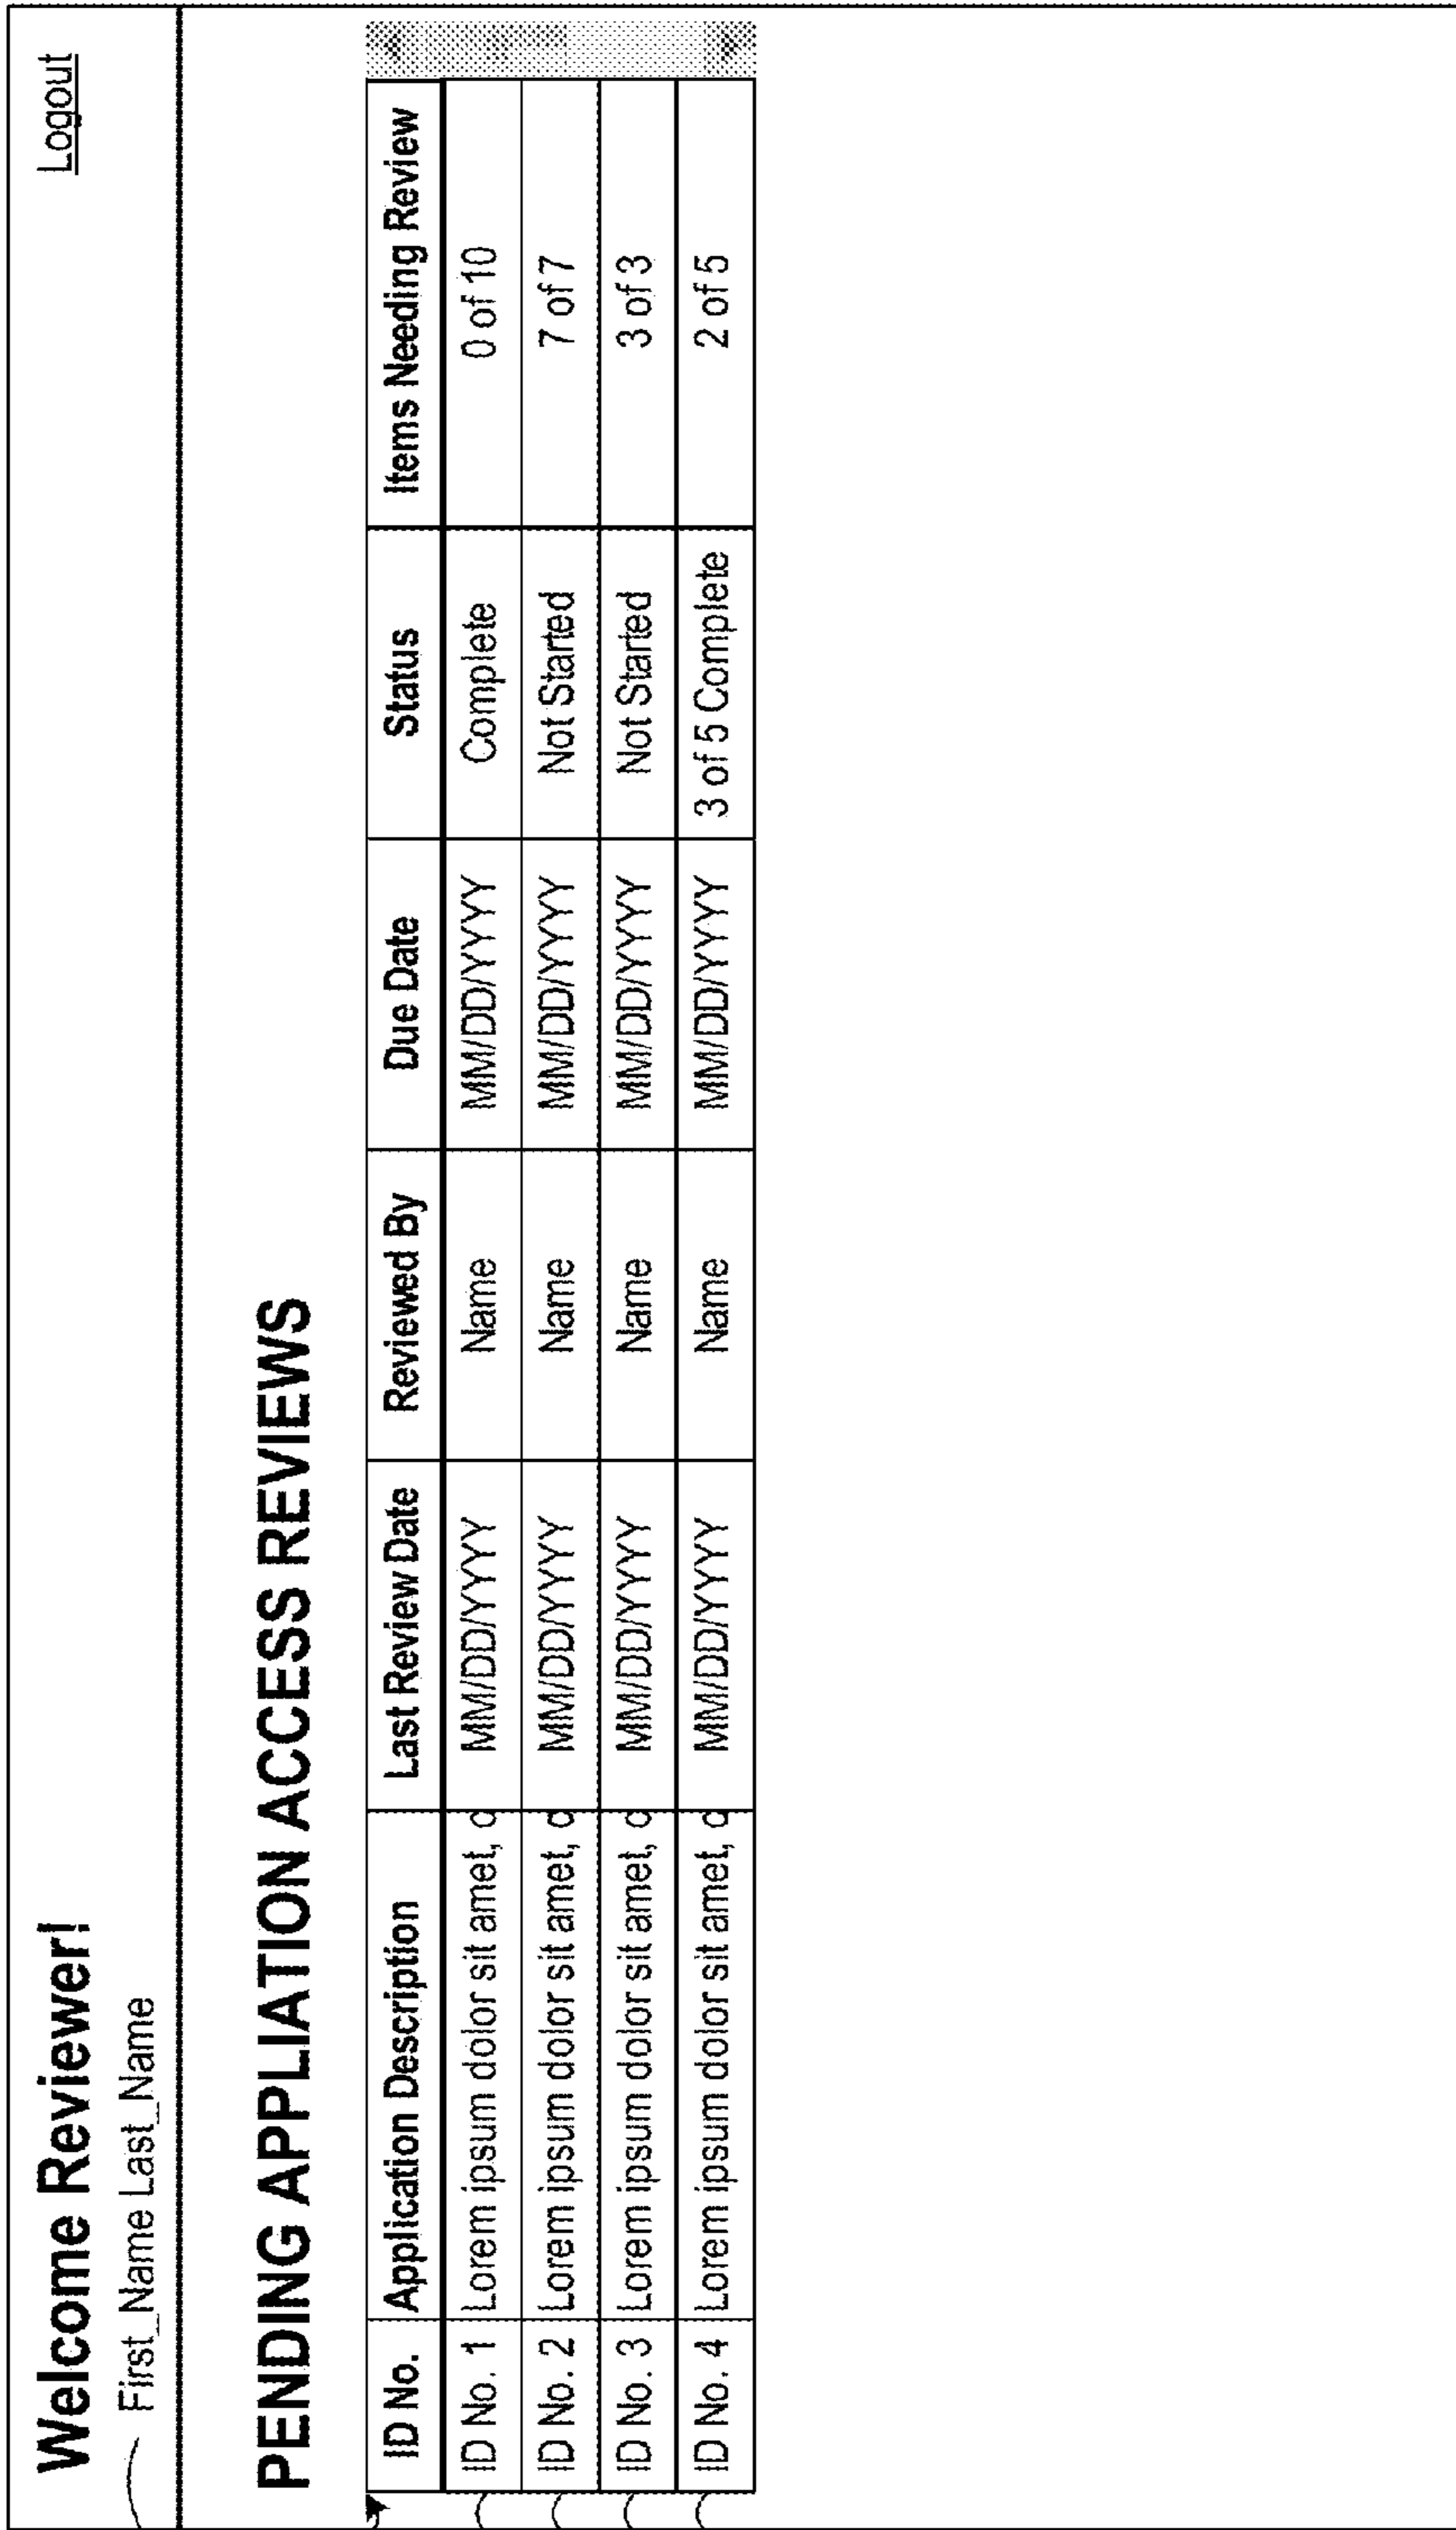 Welcome Reviewer!
Logout
First_Name Last_Name
PENDING APPLIATION ACCESS REVIEWS
ID No. Application Description Last Review Date Reviewed By Due Date Status Items Needing Review
ID No. 1 Lorem ipsum dolor sit amet, c MM/DD/YYYY Name MM/DD/YYYY Complete 0 of 10
ID No. 2 Lorem ipsum dolor sit amet, c MM/DD/YYYY Name MM/DD/YYYY Not Started 7 of 7
ID No. 3 Lorem ipsum dolor sit amet, c MM/DD/YYYY Name MM/DD/YYYY Not Started 3 of 3
ID No. 4 Lorem ipsum dolor sit amet, c MM/DD/YYYY Name MM/DD/YYYY 3 of 5 Complete 2 of 5